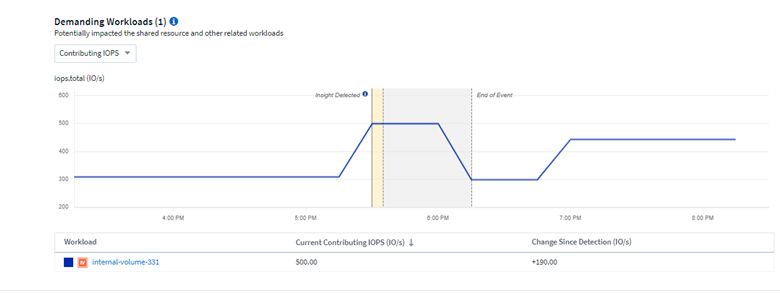 Demanding Workloads (1)
Potentially impacted the shared resource and other related workloads
Contributing IOPS
iops.total (IO/s)
600
Insight Detected
End of Event
500
400
300
200
4:00 PM
5:00 PM
6:00 PM
7:00 PM
8:00 PM
Workload
Current Contributing IOPS (IO/s) ↓
Change Since Detection (IO/s)
internal-volume-331
500.00
+190.00